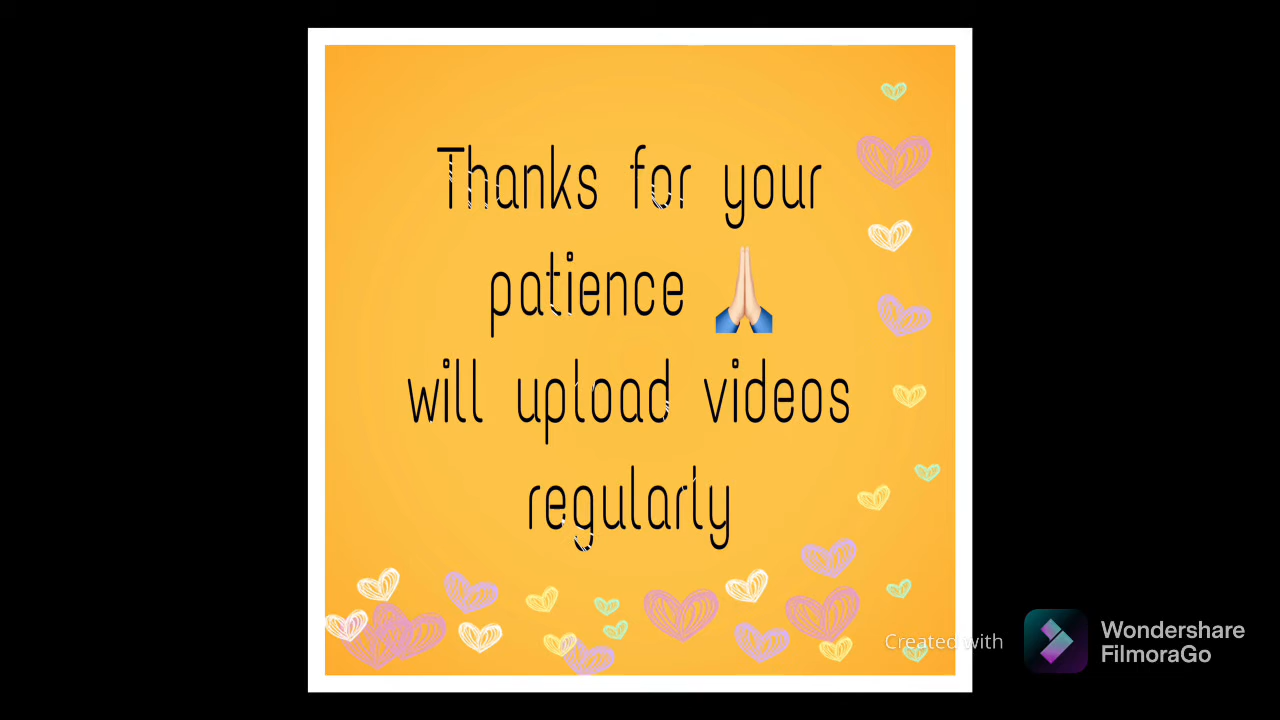 Thanks for your
patience 🙏🏻
will upload videos
regularly
Created with
Wondershare
FilmoraGo